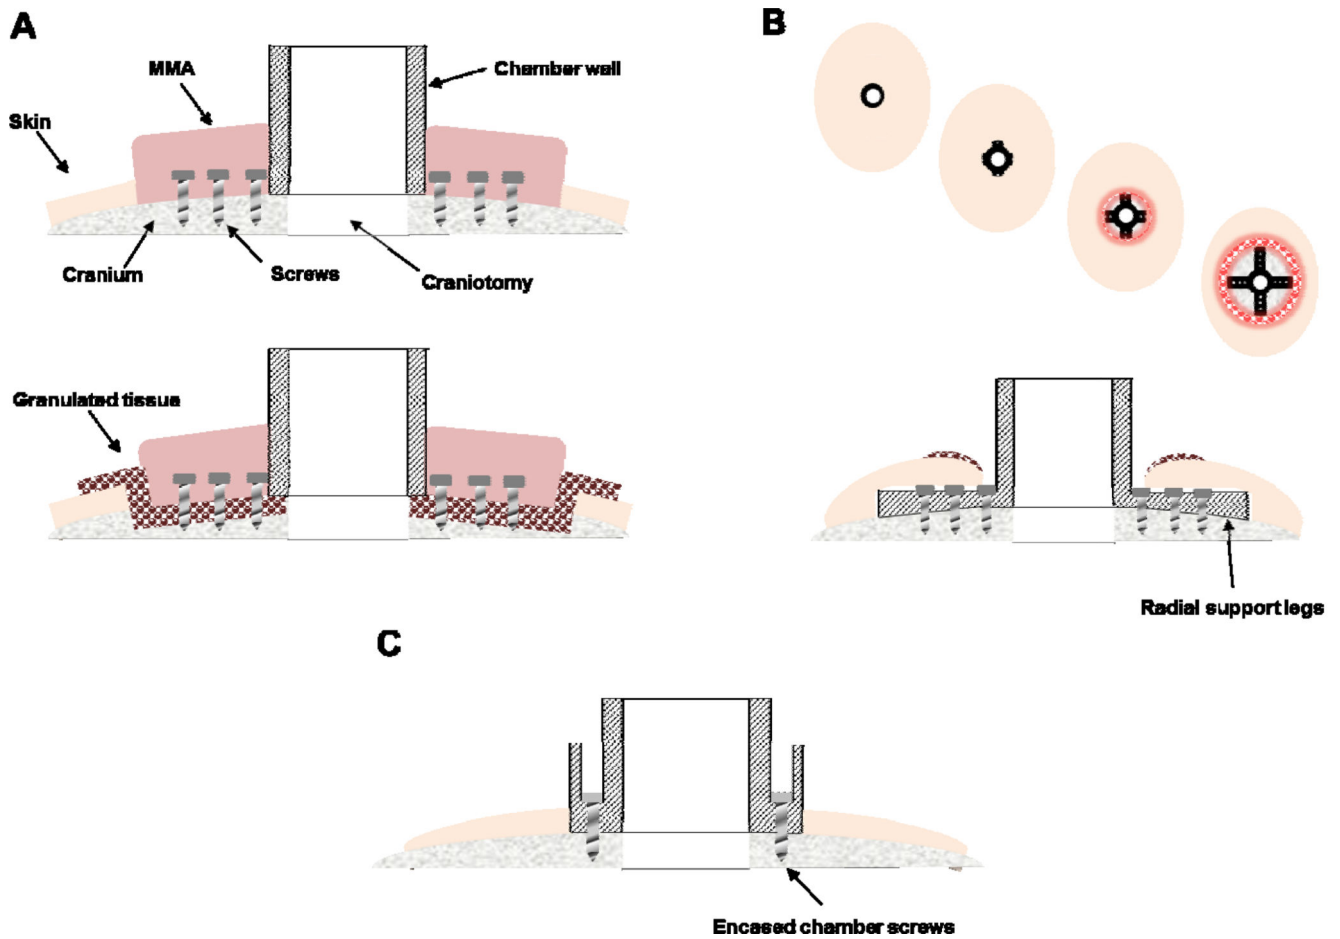 A
MMA
Chamber wall
Skin
Cranium
Screws
Craniotomy
Granulated tissue
B
Radial support legs
C
Encased chamber screws